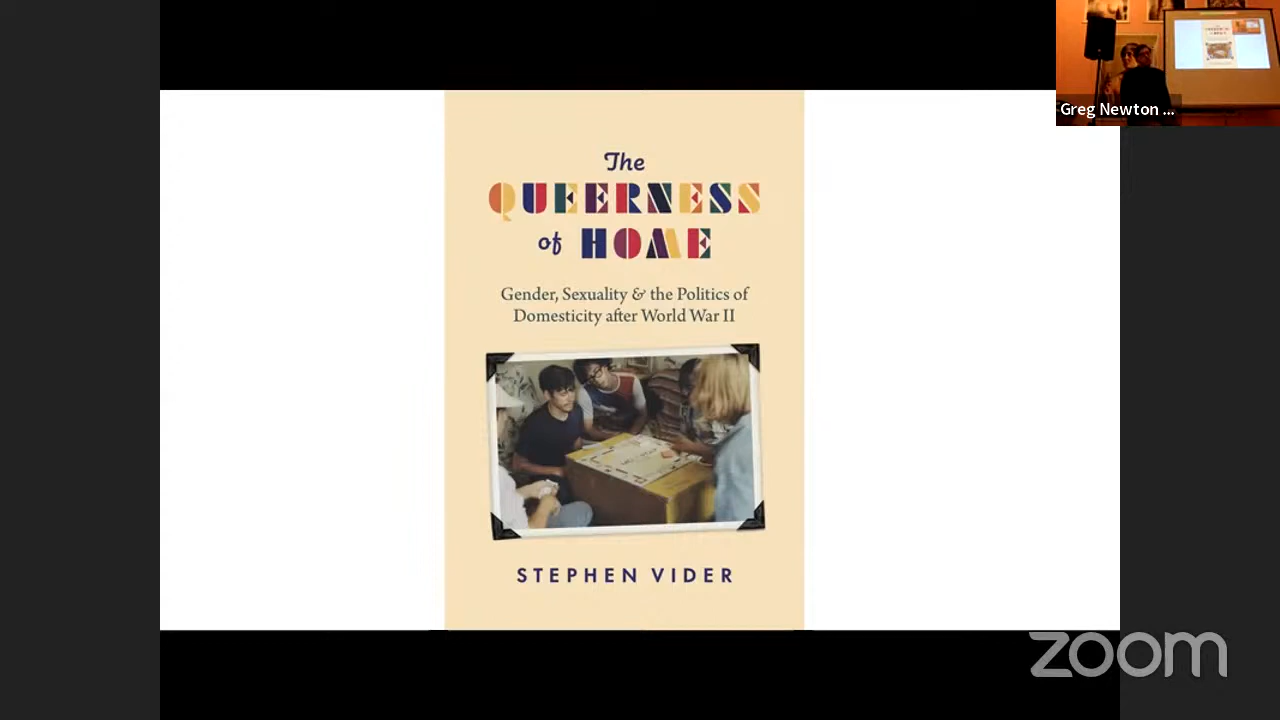 The
QUEERNESS
of HOME
Gender, Sexuality & the Politics of
Domesticity after World War II
STEPHEN VIDER
Greg Newton ...
zoom